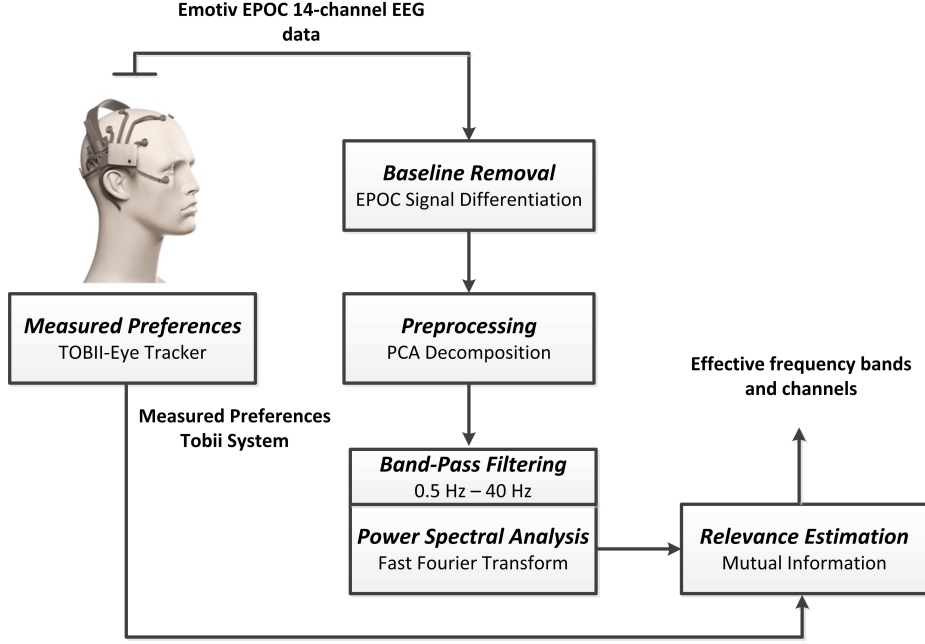 Emotiv EPOC 14-channel EEG
data
Baseline Removal
EPOC Signal Differentiation
Measured Preferences
TOBII-Eye Tracker
Preprocessing
PCA Decomposition
Effective frequency bands
and channels
Measured Preferences
Tobii System
Band-Pass Filtering
0.5 Hz – 40 Hz
Power Spectral Analysis
Fast Fourier Transform
Relevance Estimation
Mutual Information